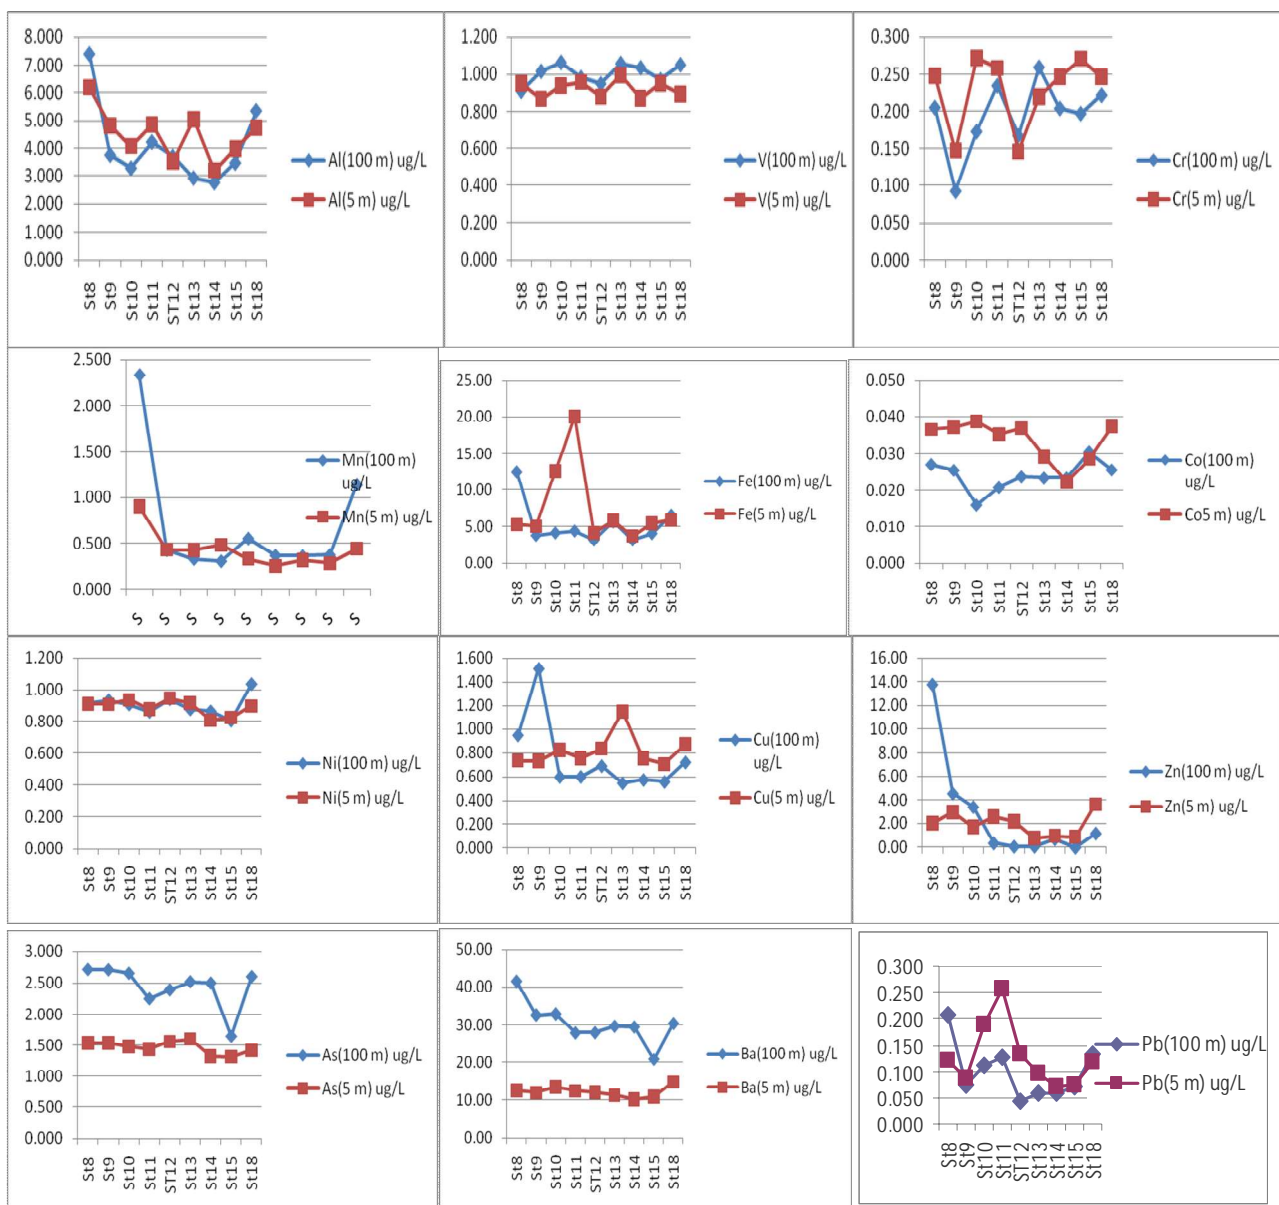 8.000
7.000
6.000
5.000
4.000
3.000
2.000
1.000
0.000
St8
St9
St10
St11
ST12
St13
St14
St15
St18
Al(100 m) ug/L
Al(5 m) ug/L
1.200
1.000
0.800
0.600
0.400
0.200
0.000
St8
St9
St10
St11
ST12
St13
St14
St15
St18
V(100 m) ug/L
V(5 m) ug/L
0.300
0.250
0.200
0.150
0.100
0.050
0.000
St8
St9
St10
St11
ST12
St13
St14
St15
St18
Cr(100 m) ug/L
Cr(5 m) ug/L
2.500
2.000
1.500
1.000
0.500
0.000
S
S
S
S
S
S
S
S
S
Mn(100 m)
ug/L
Mn(5 m) ug/L
25.00
20.00
15.00
10.00
5.00
0.00
St8
St9
St10
St11
ST12
St13
St14
St15
St18
Fe(100 m) ug/L
Fe(5 m) ug/L
0.050
0.040
0.030
0.020
0.010
0.000
St8
St9
St10
St11
ST12
St13
St14
St15
St18
Co(100 m)
ug/L
Co5 m) ug/L
1.200
1.000
0.800
0.600
0.400
0.200
0.000
St8
St9
St10
St11
ST12
St13
St14
St15
St18
Ni(100 m) ug/L
Ni(5 m) ug/L
1.600
1.400
1.200
1.000
0.800
0.600
0.400
0.200
0.000
St8
St9
St10
St11
ST12
St13
St14
St15
St18
Cu(100 m)
ug/L
Cu(5 m) ug/L
16.00
14.00
12.00
10.00
8.00
6.00
4.00
2.00
0.00
St8
St9
St10
St11
ST12
St13
St14
St15
St18
Zn(100 m) ug/L
Zn(5 m) ug/L
3.000
2.500
2.000
1.500
1.000
0.500
0.000
St8
St9
St10
St11
ST12
St13
St14
St15
St18
As(100 m) ug/L
As(5 m) ug/L
50.00
40.00
30.00
20.00
10.00
0.00
St8
St9
St10
St11
ST12
St13
St14
St15
St18
Ba(100 m) ug/L
Ba(5 m) ug/L
0.300
0.250
0.200
0.150
0.100
0.050
0.000
St8
St9
St10
St11
ST12
St13
St14
St15
St18
Pb(100 m) ug/L
Pb(5 m) ug/L